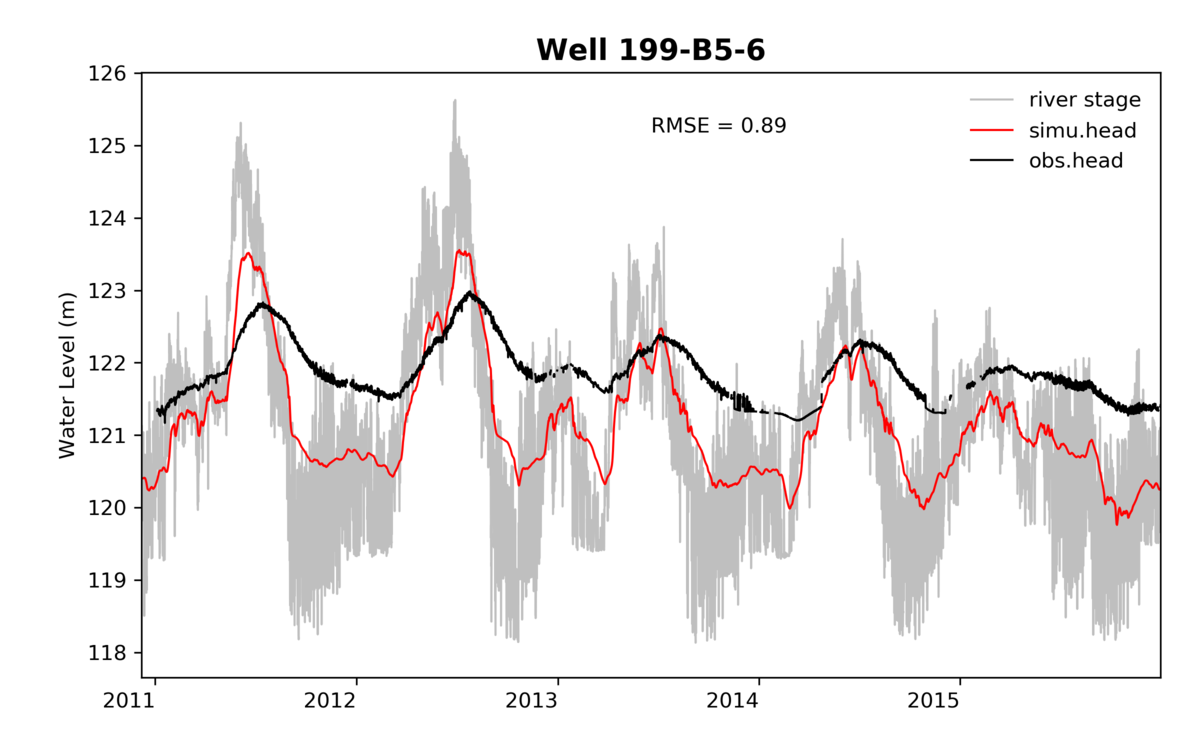 Well 199-B5-6
126
125
124
123
122
121
120
119
118
Water Level (m)
RMSE = 0.89
river stage
simu.head
obs.head
2011
2012
2013
2014
2015